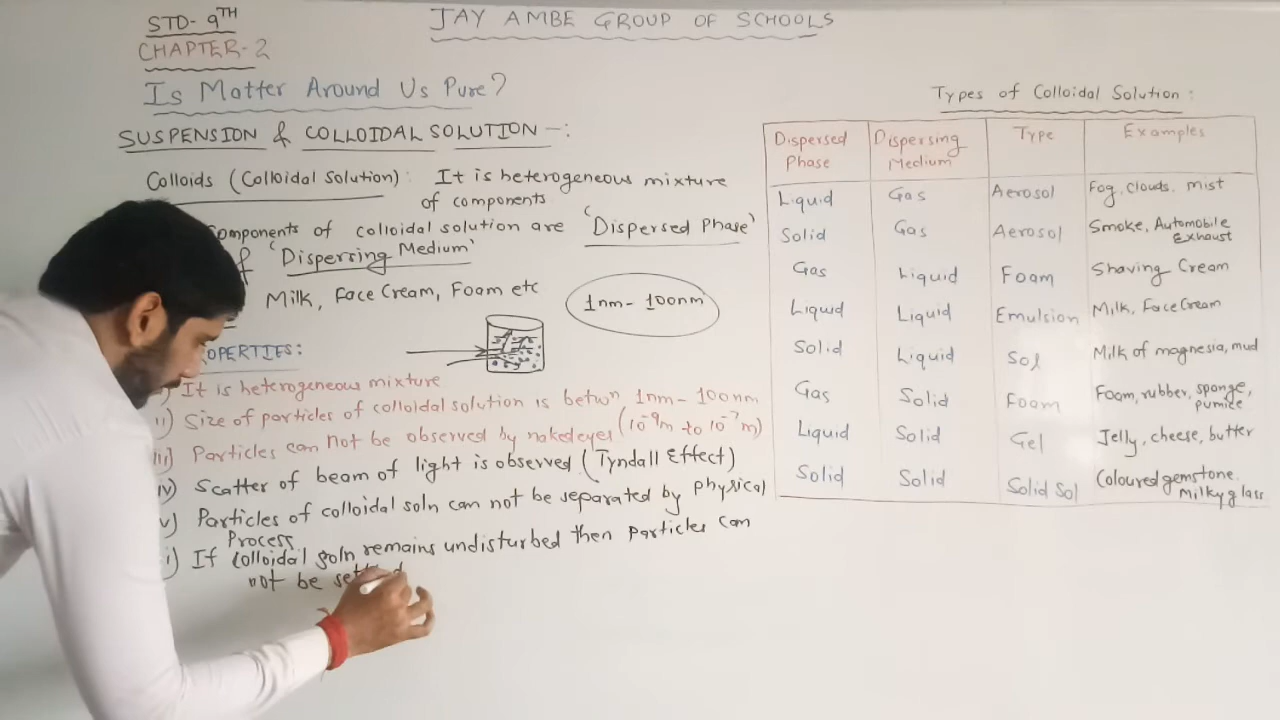 STD- 9TH
JAY AMBE GROUP OF SCHOOLS
CHAPTER-2
Is Matter Around Us Pure?
SUSPENSION & COLLOIDAL SOLUTION -:
Colloids (Colloidal Solution): It is heterogeneous mixture
of components
components of colloidal solution are 'Dispersed Phase'
'Dispersing Medium'
Milk, Face Cream, Foam etc
1nm - 100nm
OPERTIES:
It is heterogeneous mixture
ii) Size of particles of colloidal solution is betwn 1nm - 100nm
(10⁻⁹m to 10⁻⁷m)
iii) Particles can not be observed by naked eyes
iv) Scatter of beam of light is observed (Tyndall Effect)
v) Particles of colloidal soln can not be separated by physical
Process
i) If colloidal soln remains undisturbed then particles can
not be
Types of Colloidal Solution:
Dispersed Phase Dispersing Medium Type Examples
Liquid Gas Aerosol Fog, clouds, mist
Solid Gas Aerosol Smoke, Automobile Exhaust
Gas Liquid Foam Shaving Cream
Liquid Liquid Emulsion Milk, Face Cream
Solid Liquid Sol Milk of magnesia, mud
Gas Solid Foam Foam, rubber, sponge, pumice
Liquid Solid Gel Jelly, cheese, butter
Solid Solid Solid Sol Coloured gemstone. Milky glass